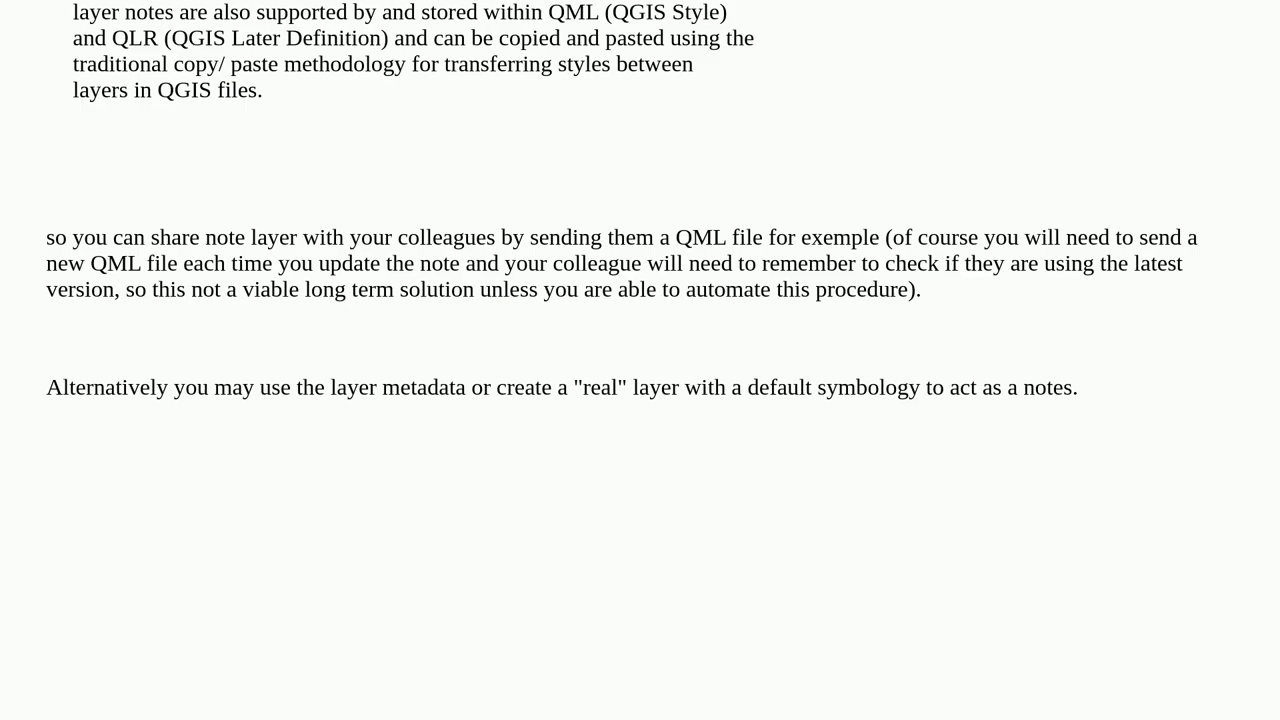 layer notes are also supported by and stored within QML (QGIS Style)
and QLR (QGIS Later Definition) and can be copied and pasted using the
traditional copy/ paste methodology for transferring styles between
layers in QGIS files.
so you can share note layer with your colleagues by sending them a QML file for exemple (of course you will need to send a
new QML file each time you update the note and your colleague will need to remember to check if they are using the latest
version, so this not a viable long term solution unless you are able to automate this procedure).
Alternatively you may use the layer metadata or create a "real" layer with a default symbology to act as a notes.